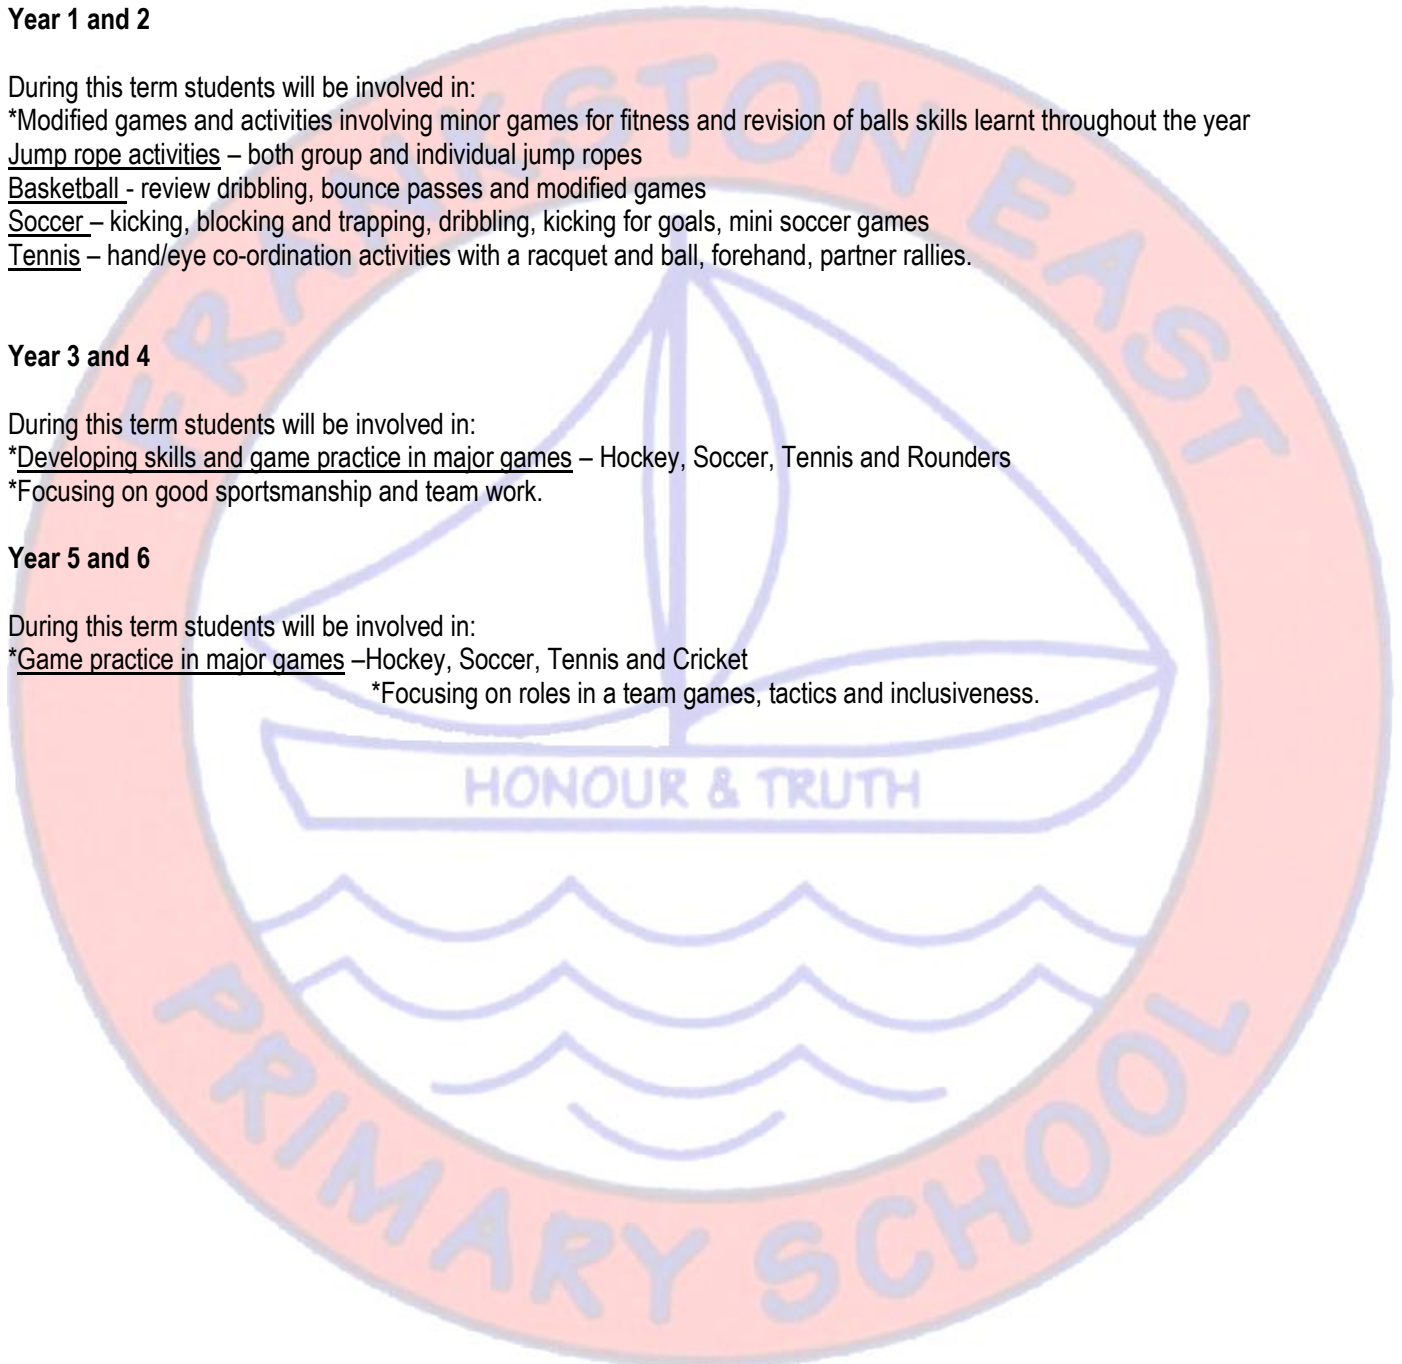 Year 1 and 2
During this term students will be involved in:
*Modified games and activities involving minor games for fitness and revision of balls skills learnt throughout the year
Jump rope activities – both group and individual jump ropes
Basketball - review dribbling, bounce passes and modified games
Soccer – kicking, blocking and trapping, dribbling, kicking for goals, mini soccer games
Tennis – hand/eye co-ordination activities with a racquet and ball, forehand, partner rallies.
Year 3 and 4
During this term students will be involved in:
*Developing skills and game practice in major games – Hockey, Soccer, Tennis and Rounders
*Focusing on good sportsmanship and team work.
Year 5 and 6
During this term students will be involved in:
*Game practice in major games –Hockey, Soccer, Tennis and Cricket
*Focusing on roles in a team games, tactics and inclusiveness.
FRANKSTON EAST
HONOUR & TRUTH
PRIMARY SCHOOL